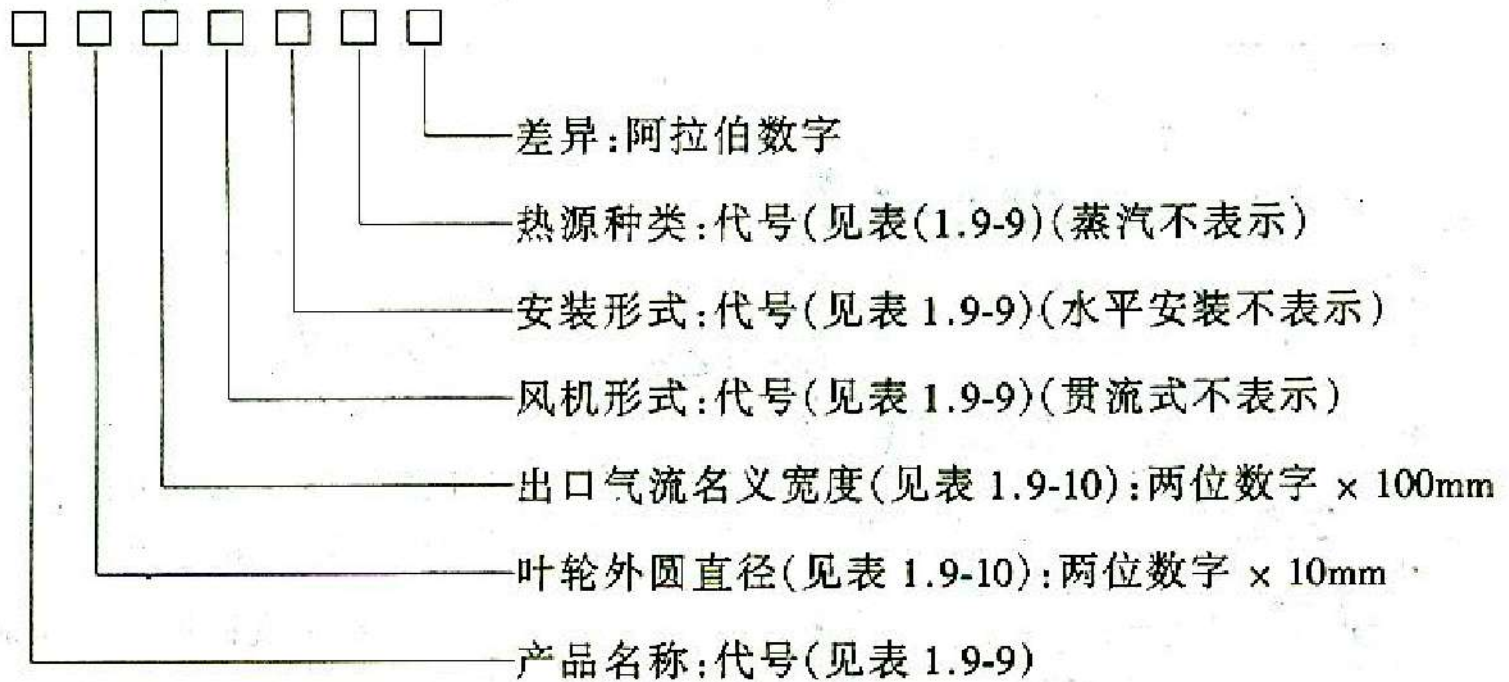 差异:阿拉伯数字
热源种类:代号(见表(1.9-9)(蒸汽不表示)
安装形式:代号(见表 1.9-9)(水平安装不表示)
风机形式:代号(见表 1.9-9)(贯流式不表示)
出口气流名义宽度(见表 1.9-10):两位数字 × 100mm
叶轮外圆直径(见表 1.9-10):两位数字 × 10mm
产品名称:代号(见表 1.9-9)